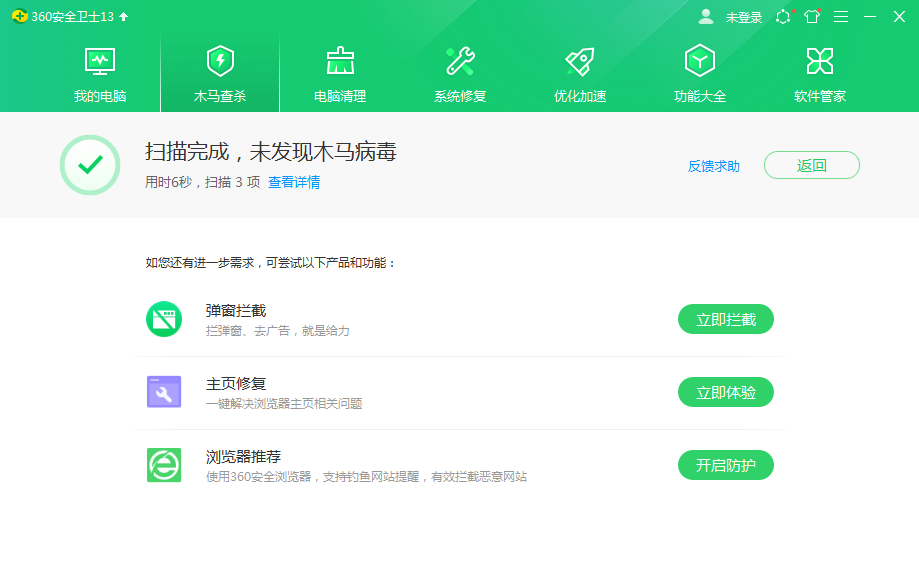 360安全卫士13
未登录
我的电脑
木马查杀
电脑清理
系统修复
优化加速
功能大全
软件管家
扫描完成，未发现木马病毒
用时6秒，扫描 3 项 查看详情
反馈求助
返回
如您还有进一步需求，可尝试以下产品和功能：
弹窗拦截
拦弹窗、去广告，就是给力
立即拦截
主页修复
一键解决浏览器主页相关问题
立即体验
浏览器推荐
使用360安全浏览器，支持钓鱼网站提醒，有效拦截恶意网站
开启防护